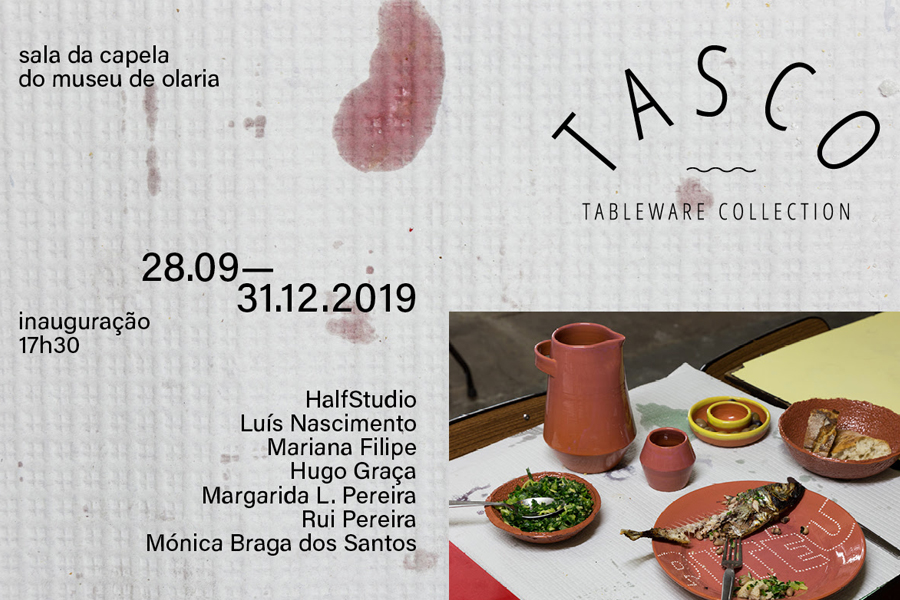 sala da capela
do museu de olaria
TASCO
TABLEWARE COLLECTION
28.09—
31.12.2019
inauguração
17h30
HalfStudio
Luís Nascimento
Mariana Filipe
Hugo Graça
Margarida L. Pereira
Rui Pereira
Mónica Braga dos Santos